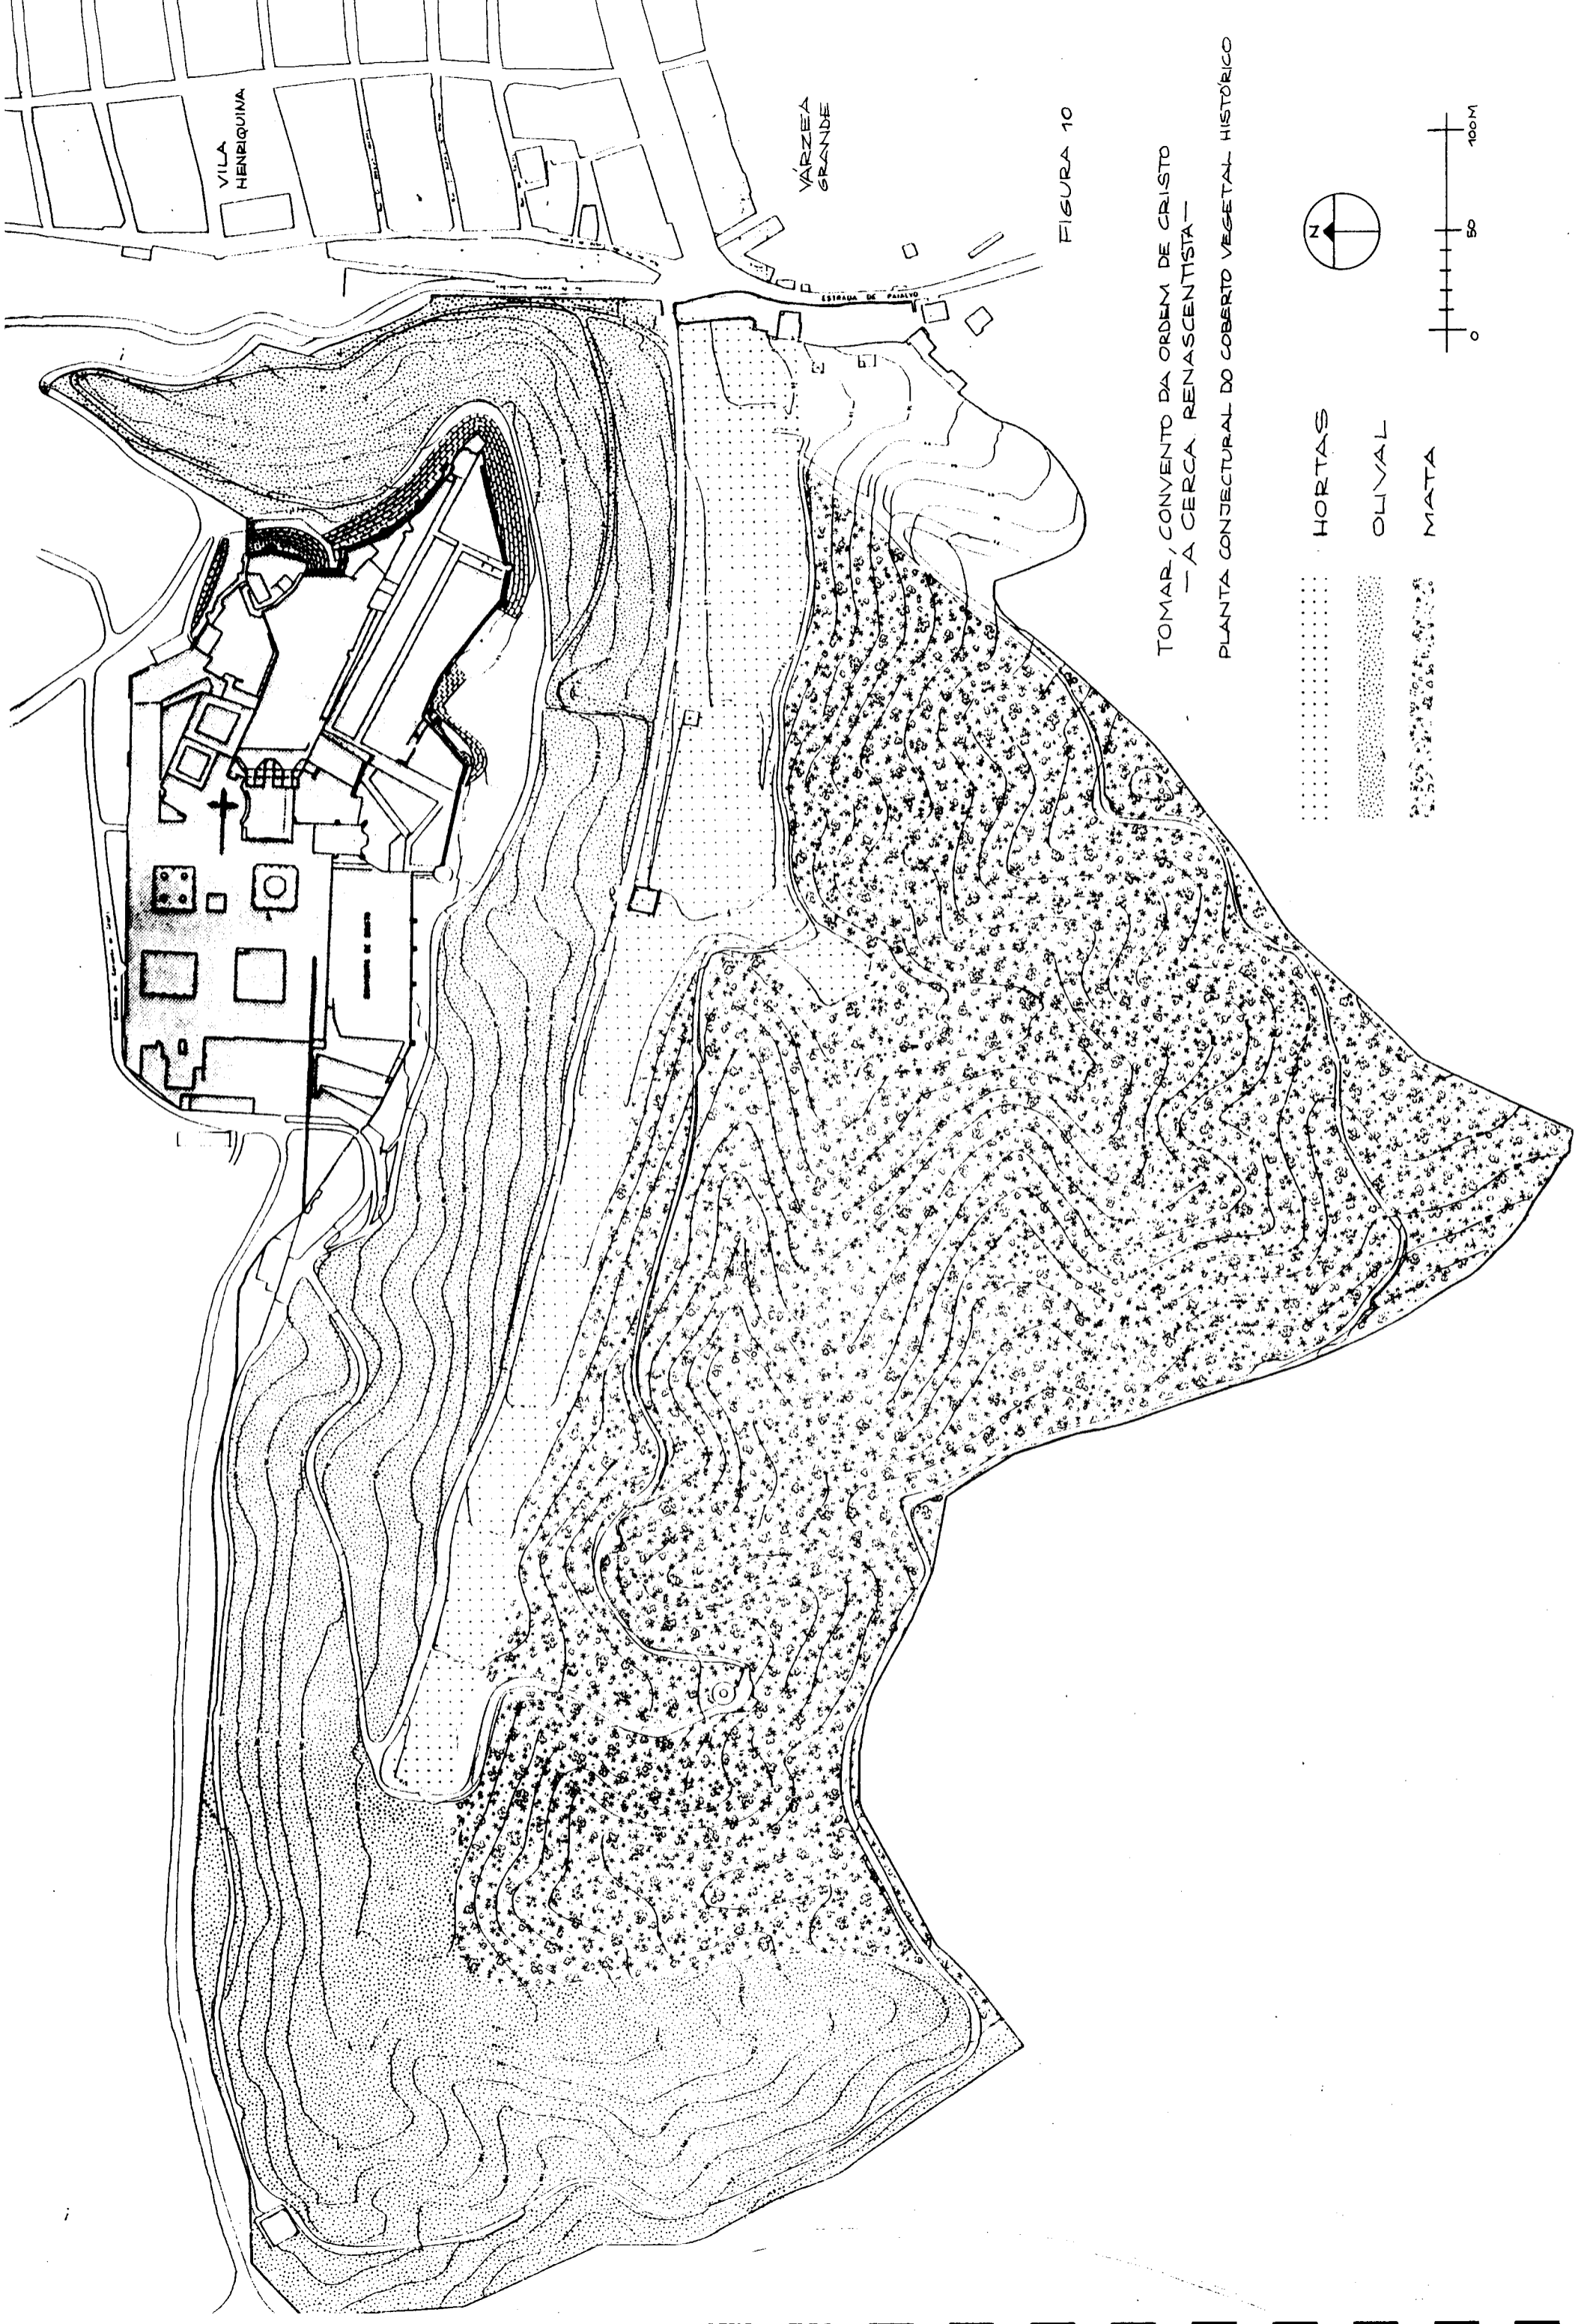 VILA
HENRIQUINA
VÁRZEA
GRANDE
ESTRADA DE PAIALVO
FIGURA 10
TOMAR, CONVENTO DA ORDEM DE CRISTO
— A CERCA RENASCENTISTA —
PLANTA CONJECTURAL DO COBERTO VEGETAL HISTÓRICO
N
0 50 100M
HORTAS
OLIVAL
MATA